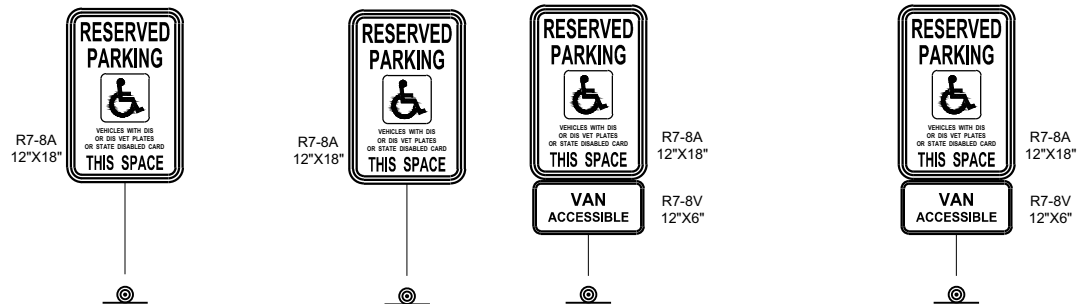 RESERVED
PARKING
VEHICLES WITH DIS
OR DIS VET PLATES
OR STATE DISABLED CARD
THIS SPACE
R7-8A
12"X18"
RESERVED
PARKING
VEHICLES WITH DIS
OR DIS VET PLATES
OR STATE DISABLED CARD
THIS SPACE
R7-8A
12"X18"
RESERVED
PARKING
VEHICLES WITH DIS
OR DIS VET PLATES
OR STATE DISABLED CARD
THIS SPACE
R7-8A
12"X18"
VAN
ACCESSIBLE
R7-8V
12"X6"
RESERVED
PARKING
VEHICLES WITH DIS
OR DIS VET PLATES
OR STATE DISABLED CARD
THIS SPACE
R7-8A
12"X18"
VAN
ACCESSIBLE
R7-8V
12"X6"